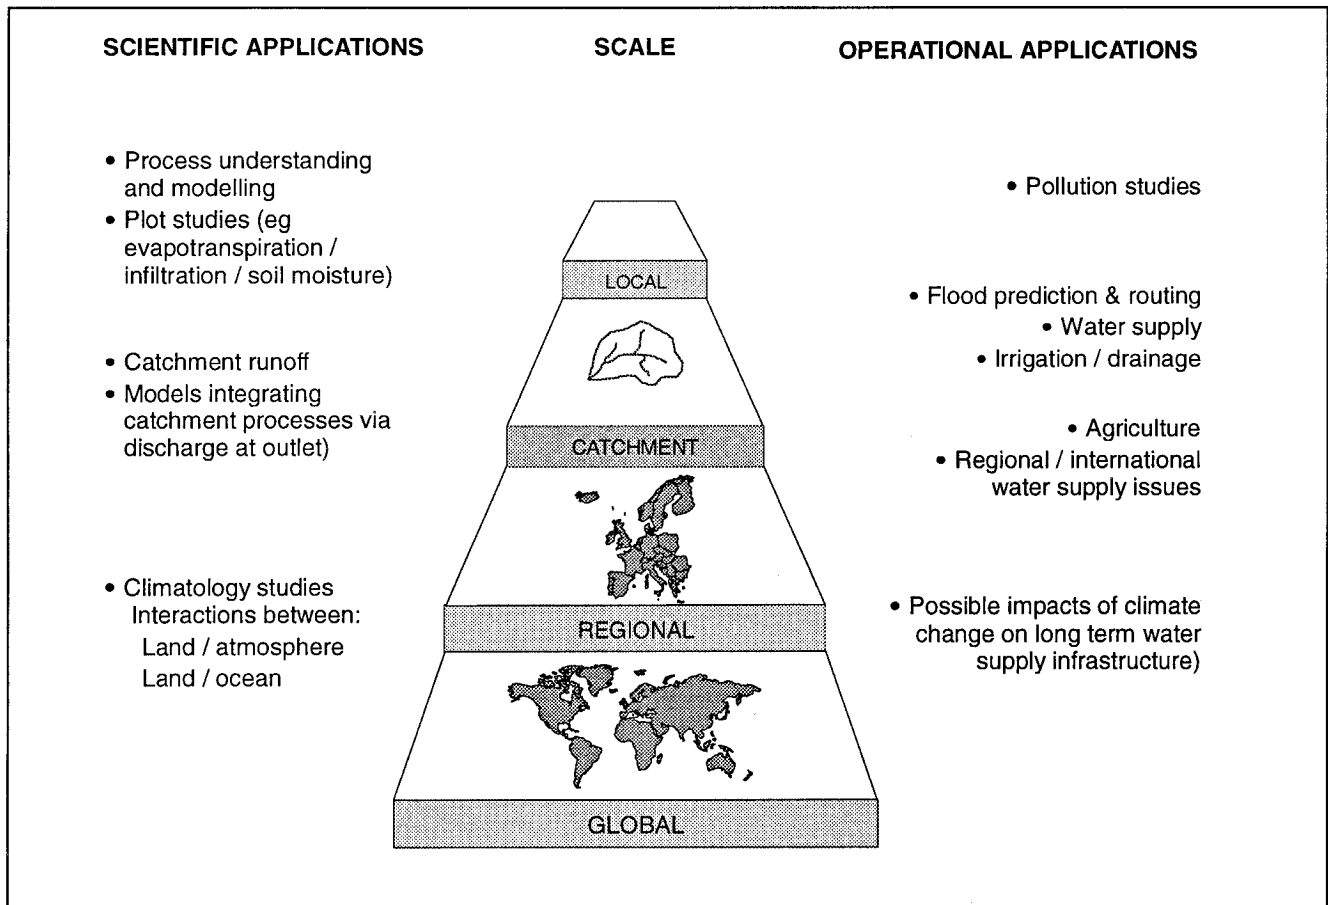 SCIENTIFIC APPLICATIONS
• Process understanding
and modelling
• Plot studies (eg
evapotranspiration /
infiltration / soil moisture)
• Catchment runoff
• Models integrating
catchment processes via
discharge at outlet)
• Climatology studies
Interactions between:
Land / atmosphere
Land / ocean
SCALE
LOCAL
CATCHMENT
REGIONAL
GLOBAL
OPERATIONAL APPLICATIONS
• Pollution studies
• Flood prediction & routing
• Water supply
• Irrigation / drainage
• Agriculture
• Regional / international
water supply issues
• Possible impacts of climate
change on long term water
supply infrastructure)